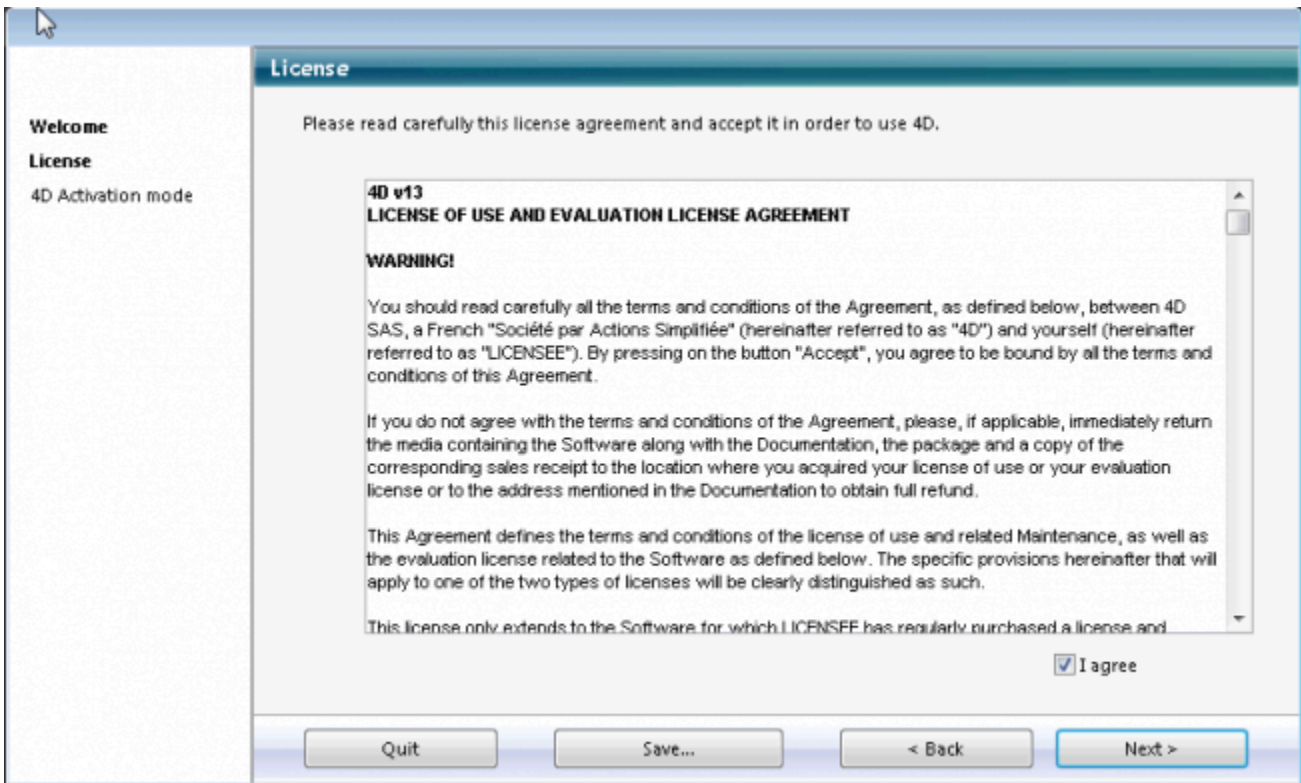 License
Welcome
License
4D Activation mode
Please read carefully this license agreement and accept it in order to use 4D.
4D v13
LICENSE OF USE AND EVALUATION LICENSE AGREEMENT
WARNING!
You should read carefully all the terms and conditions of the Agreement, as defined below, between 4D
SAS, a French "Société par Actions Simplifiée" (hereinafter referred to as "4D") and yourself (hereinafter
referred to as "LICENSEE"). By pressing on the button "Accept", you agree to be bound by all the terms and
conditions of this Agreement.
If you do not agree with the terms and conditions of the Agreement, please, if applicable, immediately return
the media containing the Software along with the Documentation, the package and a copy of the
corresponding sales receipt to the location where you acquired your license of use or your evaluation
license or to the address mentioned in the Documentation to obtain full refund.
This Agreement defines the terms and conditions of the license of use and related Maintenance, as well as
the evaluation license related to the Software as defined below. The specific provisions hereinafter that will
apply to one of the two types of licenses will be clearly distinguished as such.
This license only extends to the Software for which LICENSEE has regularly purchased a license and
I agree
Quit
Save...
< Back
Next >